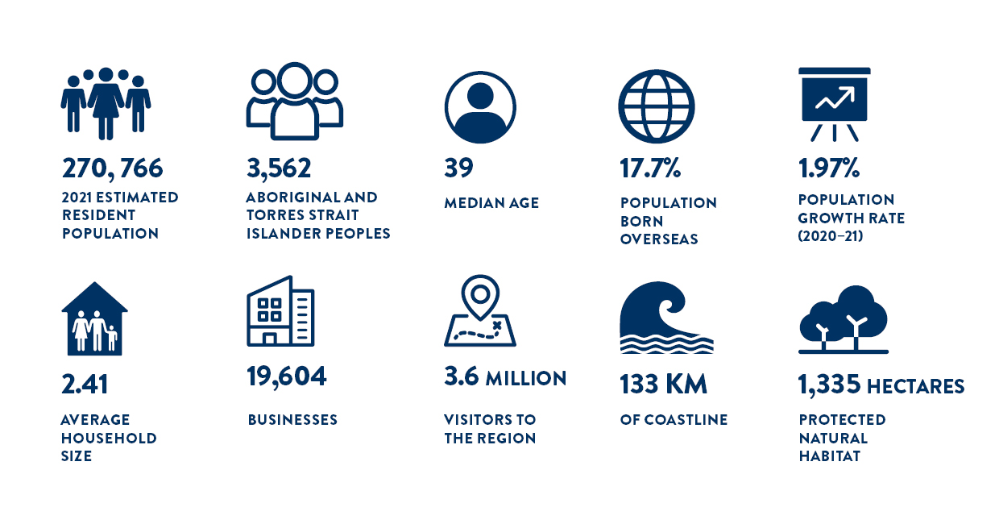 270, 766
2021 ESTIMATED
RESIDENT
POPULATION
3,562
ABORIGINAL AND
TORRES STRAIT
ISLANDER PEOPLES
39
MEDIAN AGE
17.7%
POPULATION
BORN
OVERSEAS
1.97%
POPULATION
GROWTH RATE
(2020–21)
2.41
AVERAGE
HOUSEHOLD
SIZE
19,604
BUSINESSES
3.6 MILLION
VISITORS TO
THE REGION
133 KM
OF COASTLINE
1,335 HECTARES
PROTECTED
NATURAL
HABITAT